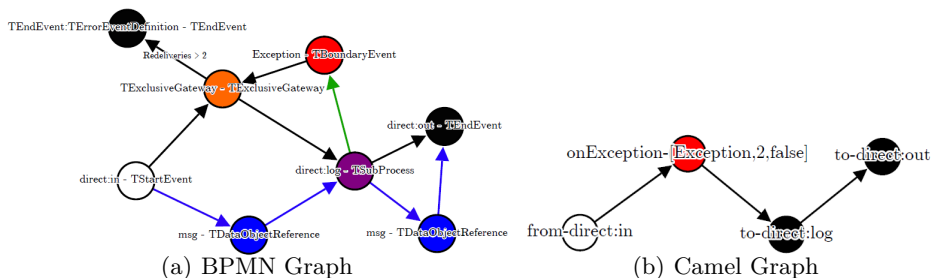 TEndEvent:TErrorEventDefinition - TEndEvent
Redeliveries > 2
Exception - TBoundaryEvent
TExclusiveGateway - TExclusiveGateway
direct:out - TEndEvent
direct:log - TSubProcess
direct:in - TStartEvent
msg - TDataObjectReference
msg - TDataObjectReference
(a) BPMN Graph
onException-[Exception,2,false]
to-direct:out
from-direct:in
to-direct:log
(b) Camel Graph